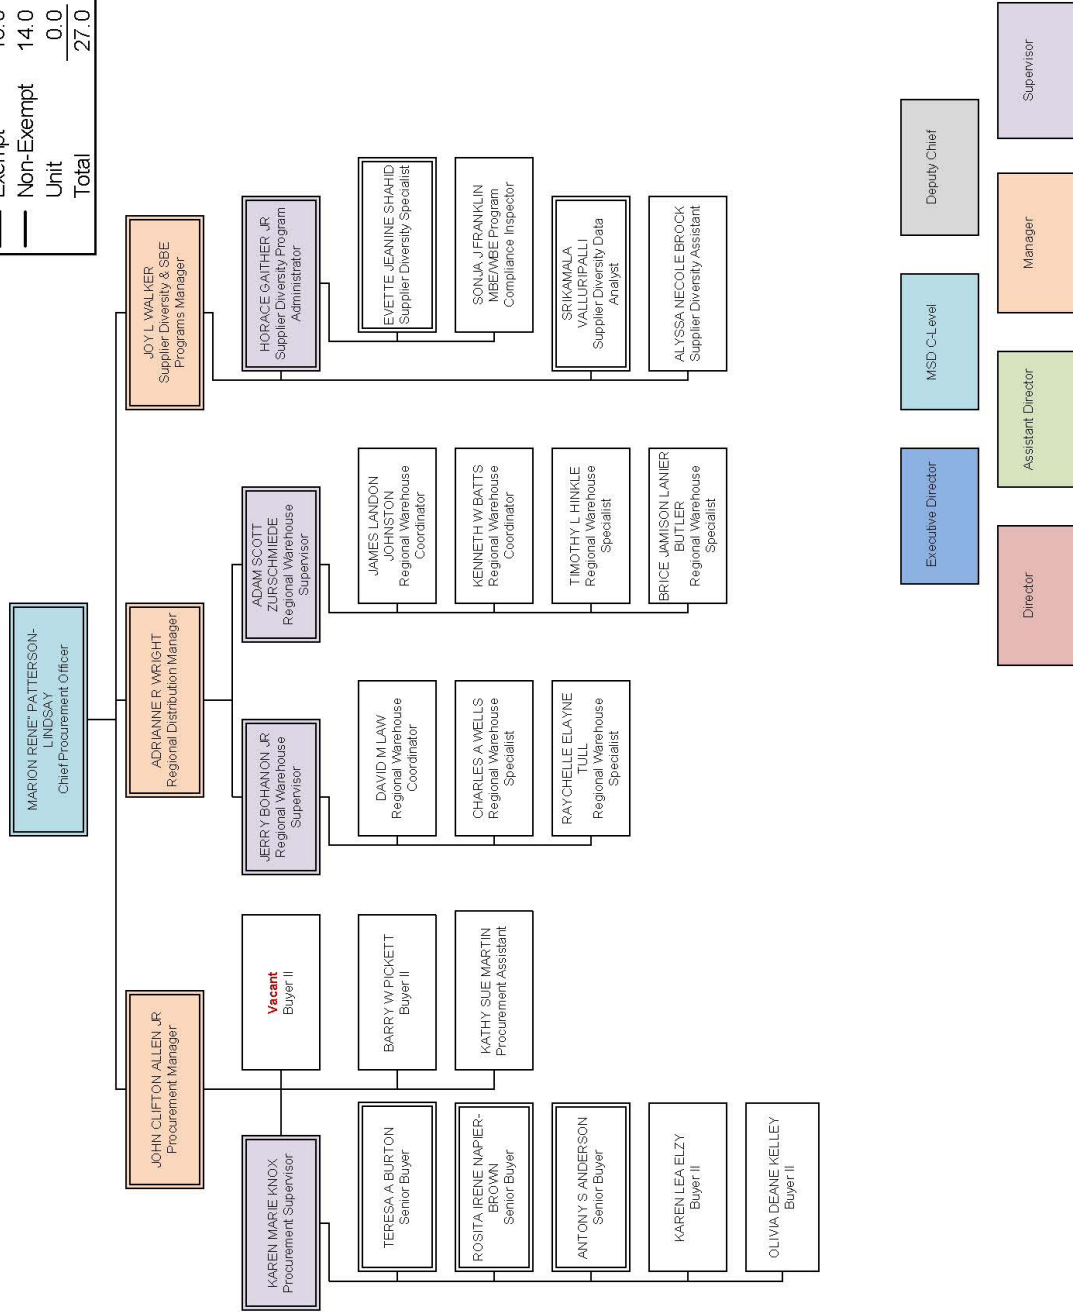 Exempt
Non-Exempt 14.0
Unit 0.0
Total 27.0
MARION RENE" PATTERSON-
LINDSAY
Chief Procurement Officer
JOHN CLIFTON ALLEN JR
Procurement Manager
ADRIANNE R WRIGHT
Regional Distribution Manager
JOY L WALKER
Supplier Diversity & SBE
Programs Manager
KAREN MARIE KNOX
Procurement Supervisor
Vacant
Buyer II
JERRY BOHANON JR
Regional Warehouse
Supervisor
ADAM SCOTT
ZURSCHMIEDE
Regional Warehouse
Supervisor
HORACE GAITHER JR
Supplier Diversity Program
Administrator
TERESA A BURTON
Senior Buyer
BARRY W PICKETT
Buyer II
DAVID M LAW
Regional Warehouse
Coordinator
JAMES LANDON
JOHNSTON
Regional Warehouse
Coordinator
EVETTE JEANINE SHAHID
Supplier Diversity Specialist
ROSITA IRENE NAPIER-
BROWN
Senior Buyer
KATHY SUE MARTIN
Procurement Assistant
CHARLES A WELLS
Regional Warehouse
Specialist
KENNETH W BATTS
Regional Warehouse
Coordinator
SONJA J FRANKLIN
MBE/WBE Program
Compliance Inspector
ANTONY S ANDERSON
Senior Buyer
RAYCHELLE ELAYNE
TULL
Regional Warehouse
Specialist
TIMOTHY L HINKLE
Regional Warehouse
Specialist
SRIKAMALA
VALLURIPALLI
Supplier Diversity Data
Analyst
KAREN LEA ELZY
Buyer II
BRICE JAMISON LANIER
BUTLER
Regional Warehouse
Specialist
ALYSSA NECOLE BROCK
Supplier Diversity Assistant
OLIVIA DEANE KELLEY
Buyer II
Executive Director
MSD C-Level
Deputy Chief
Director
Assistant Director
Manager
Supervisor